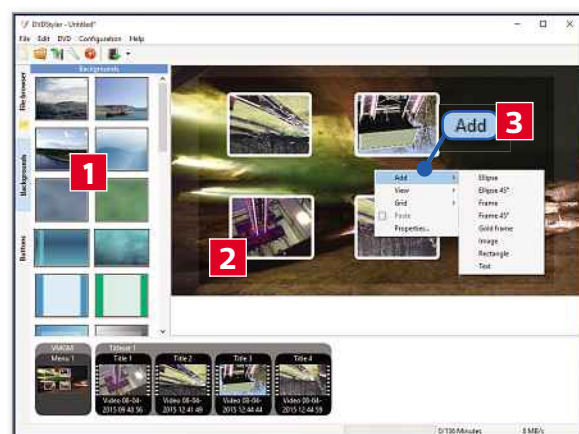 DVDStyler - Untitled*
File Edit DVD Configuration Help
Backgrounds
File browser
Backgrounds
Buttons
1
2
3
Add
Add
View
Grid
Paste
Properties...
Ellipse
Ellipse 45°
Frame
Frame 45°
Gold frame
Image
Rectangle
Text
VMGM
Menu 1
Titleset 1
Title 1
Title 2
Title 3
Title 4
Video 08-04-
2015 09 43 56
Video 08-04-
2015 12 41 49
Video 08-04-
2015 12 44 44
Video 08-04-
2015 12 44 59
0/136 Minutes
8 MB/s